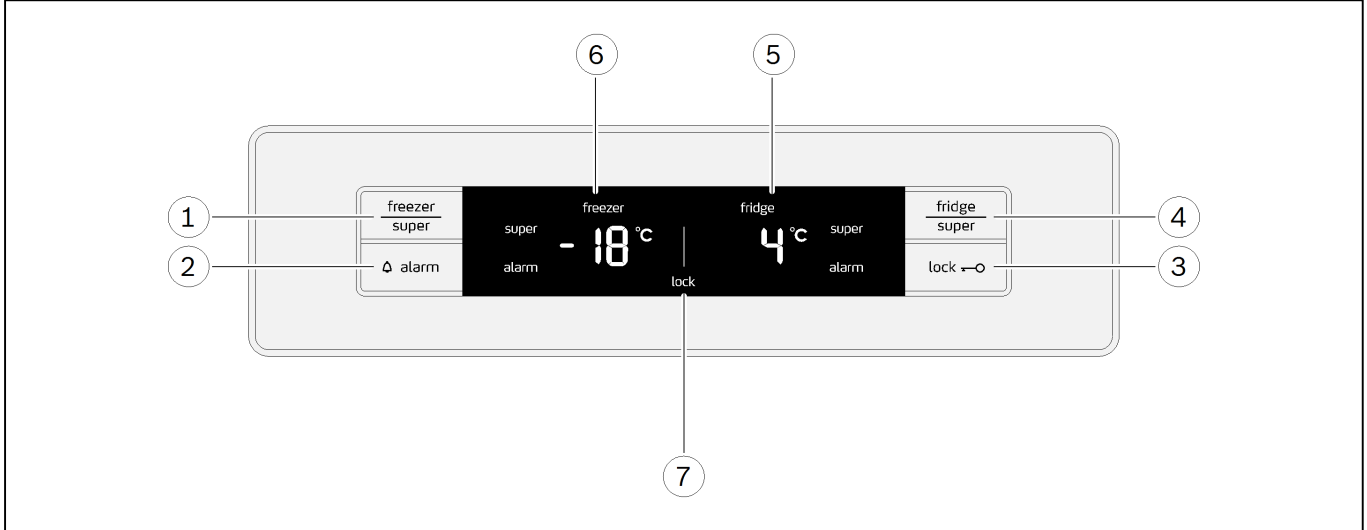 6 5
1 freezer freezer fridge fridge 4
super super -18 °C 4 °C super super
2 alarm alarm alarm lock 3
lock
7